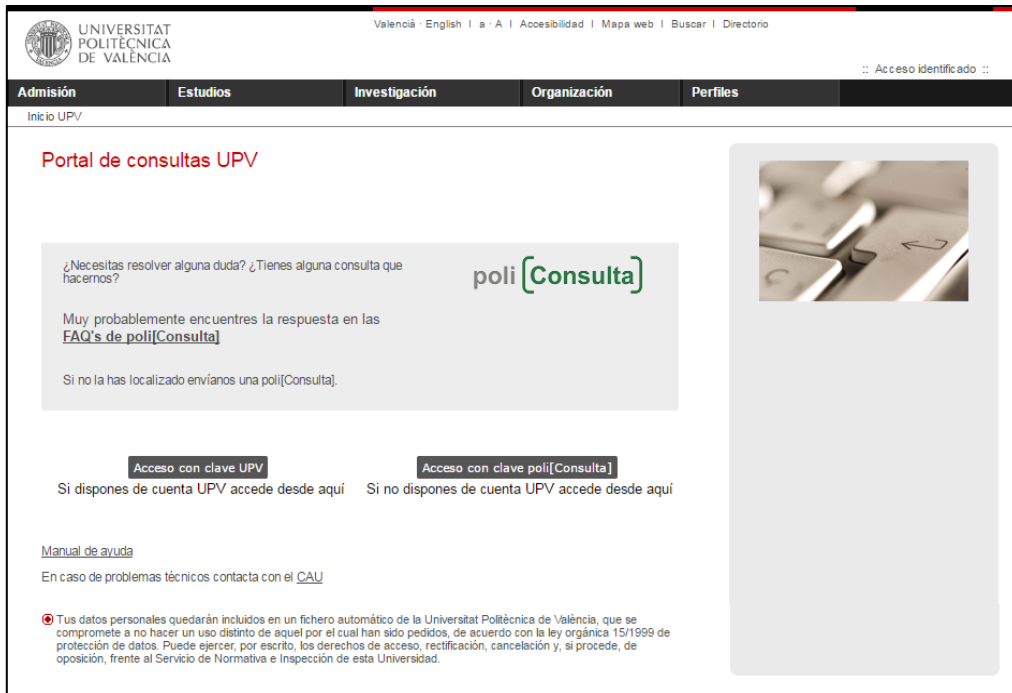 UNIVERSITAT
POLITÈCNICA
DE VALÈNCIA
Valencià · English I a · A I Accesibilidad I Mapa web I Buscar I Directorio
:: Acceso identificado ::
Admisión Estudios Investigación Organización Perfiles
Inicio UPV
Portal de consultas UPV
¿Necesitas resolver alguna duda? ¿Tienes alguna consulta que
hacernos?
poli [Consulta]
Muy probablemente encuentres la respuesta en las
FAQ's de poli[Consulta]
Si no la has localizado envíanos una poli[Consulta].
Acceso con clave UPV
Si dispones de cuenta UPV accede desde aquí
Acceso con clave poli[Consulta]
Si no dispones de cuenta UPV accede desde aquí
Manual de ayuda
En caso de problemas técnicos contacta con el CAU
Tus datos personales quedarán incluidos en un fichero automático de la Universitat Politècnica de València, que se
compromete a no hacer un uso distinto de aquel por el cual han sido pedidos, de acuerdo con la ley orgánica 15/1999 de
protección de datos. Puede ejercer, por escrito, los derechos de acceso, rectificación, cancelación y, si procede, de
oposición, frente al Servicio de Normativa e Inspección de esta Universidad.
C